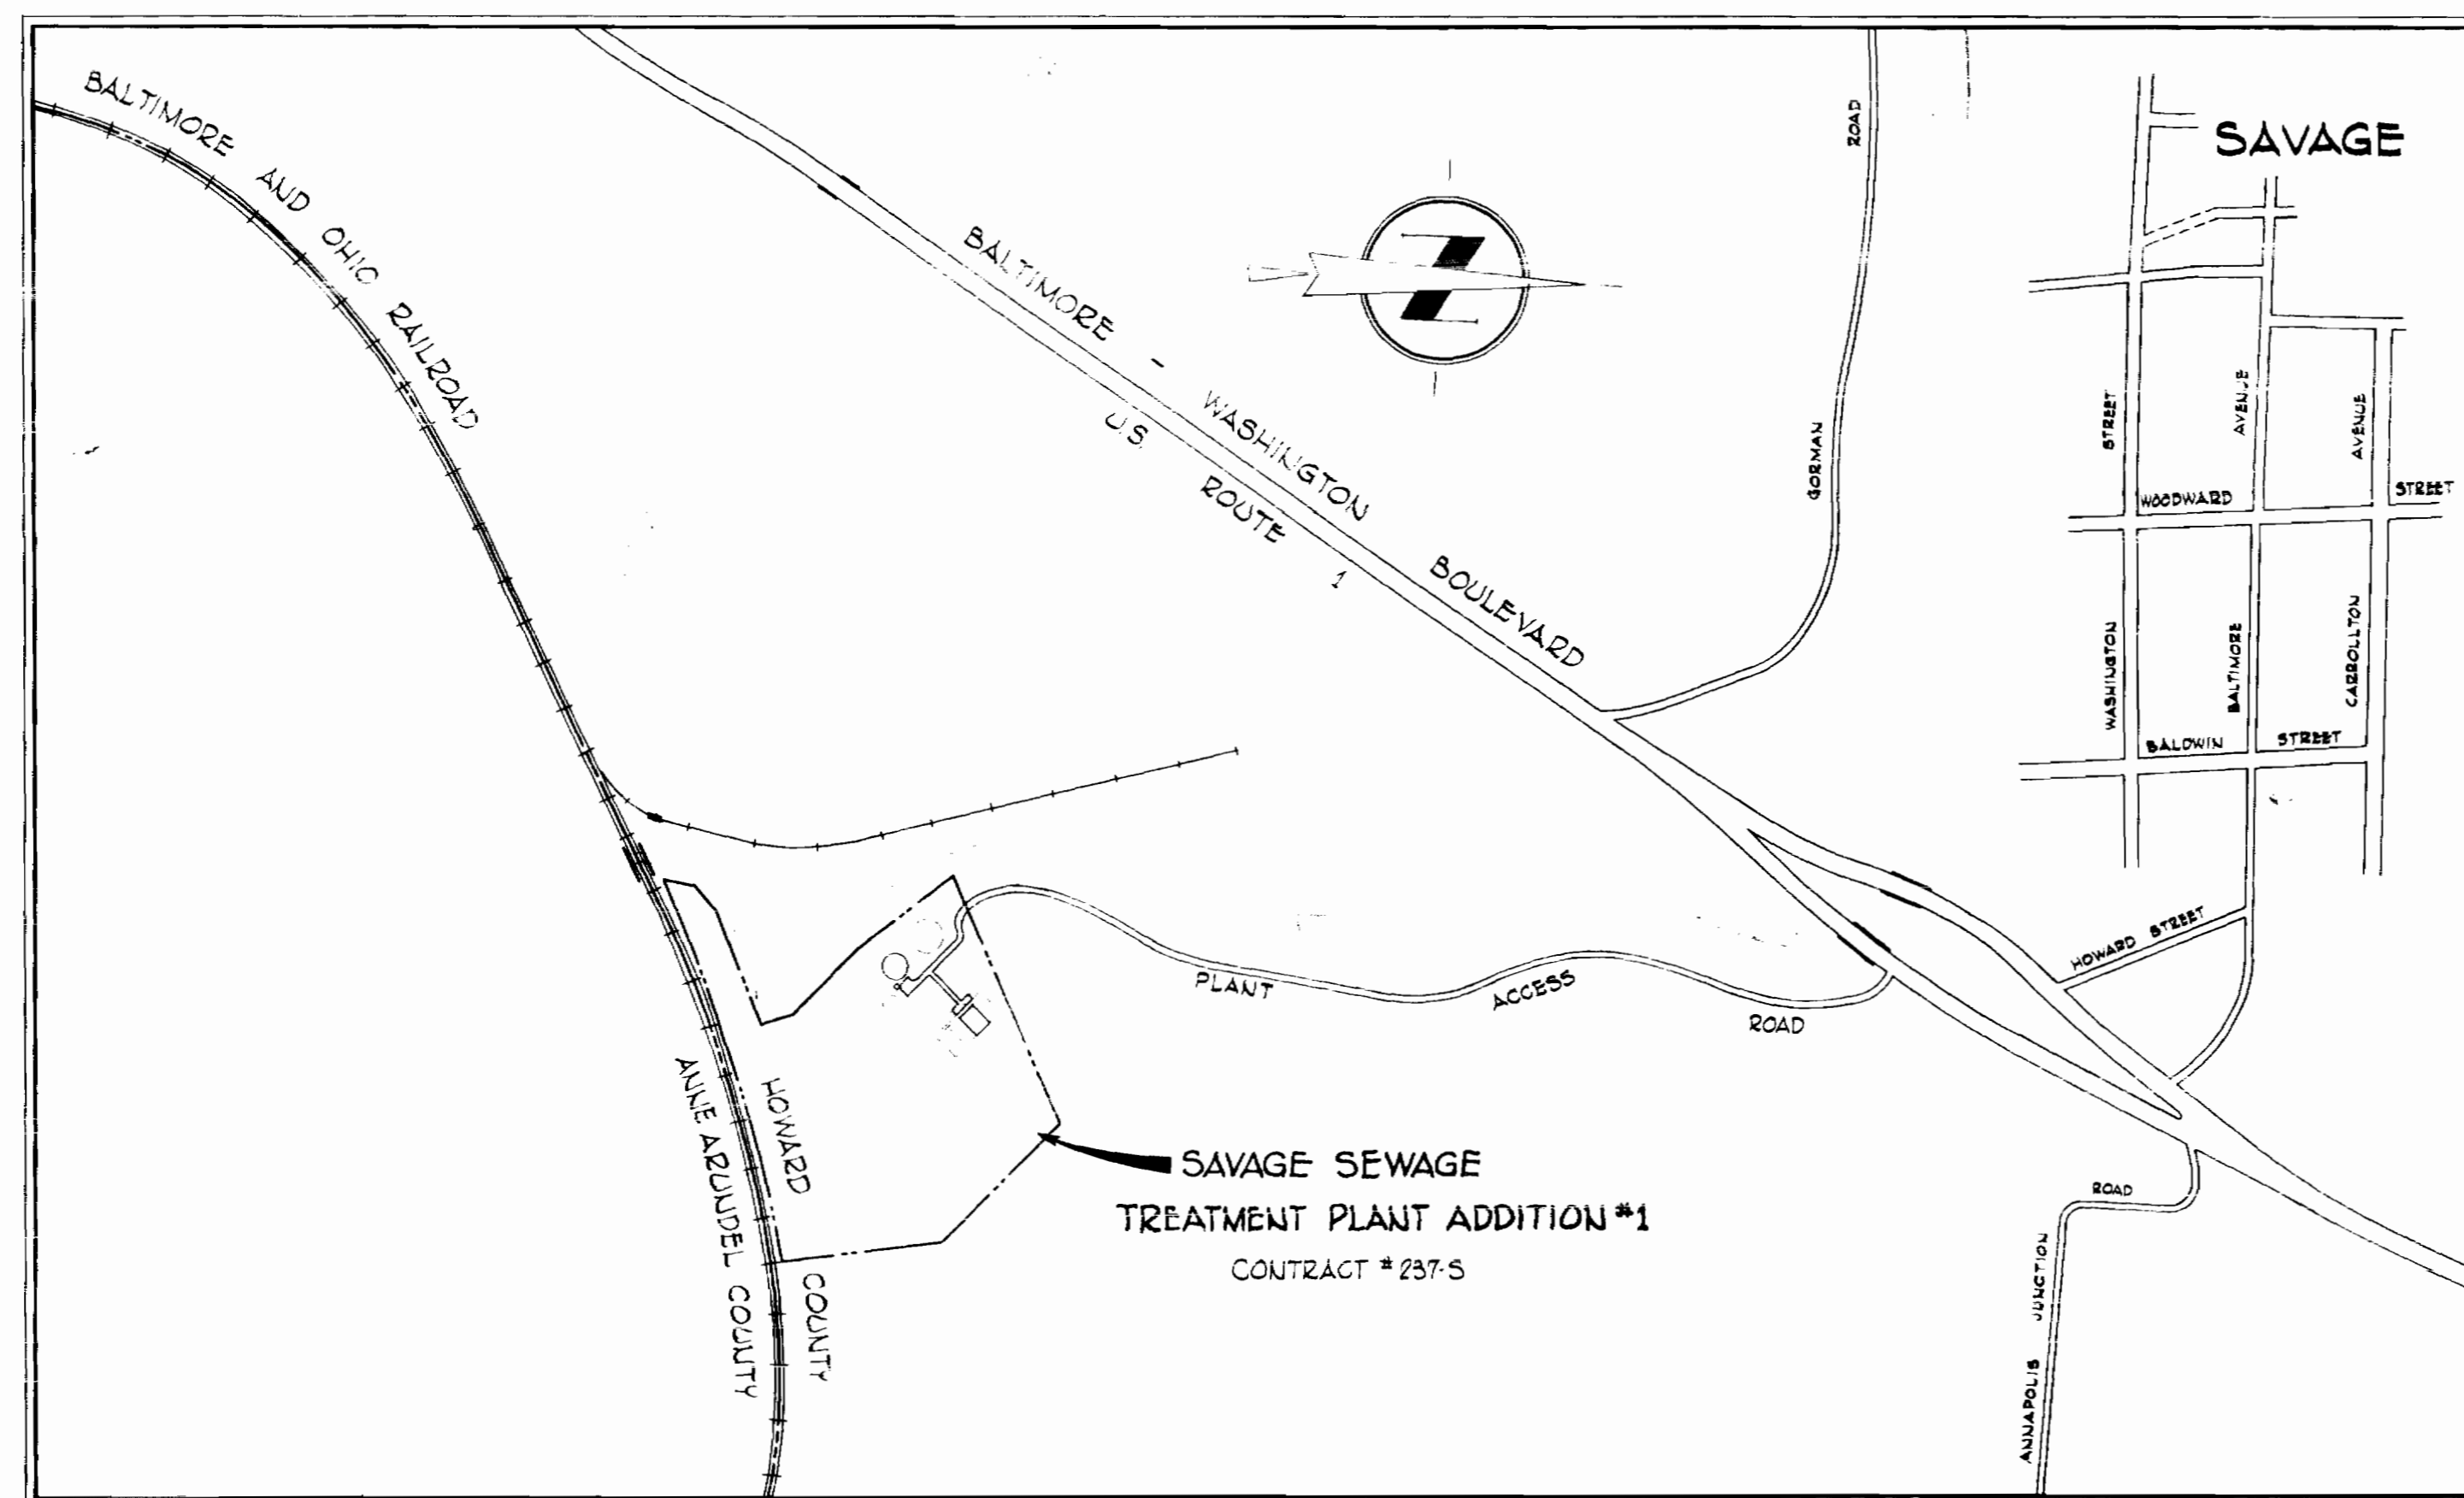 BALTIMORE AND OHIO RAILROAD
BALTIMORE - WASHINGTON BOULEVARD
U.S. ROUTE 1
GORMAN ROAD
SAVAGE
WASHINGTON STREET
BALTIMORE AVENUE
CARROLLTON AVENUE
WOODWARD STREET
BALDWIN STREET
HOWARD STREET
PLANT ACCESS ROAD
ANNE ARUNDEL COUNTY
HOWARD COUNTY
SAVAGE SEWAGE
TREATMENT PLANT ADDITION #1
CONTRACT # 237-S
ANNAPOLIS JUNCTION ROAD